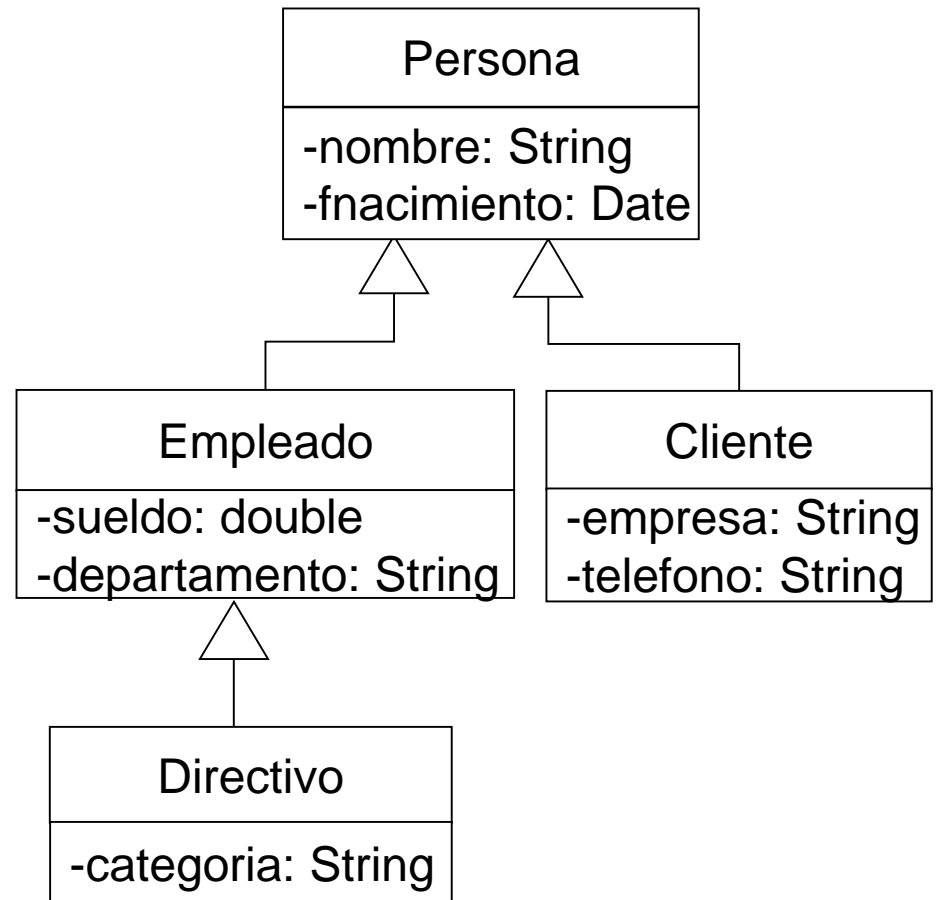 Persona
-nombre: String
-fnacimiento: Date
Empleado
-sueldo: double
-departamento: String
Cliente
-empresa: String
-telefono: String
Directivo
-categoria: String